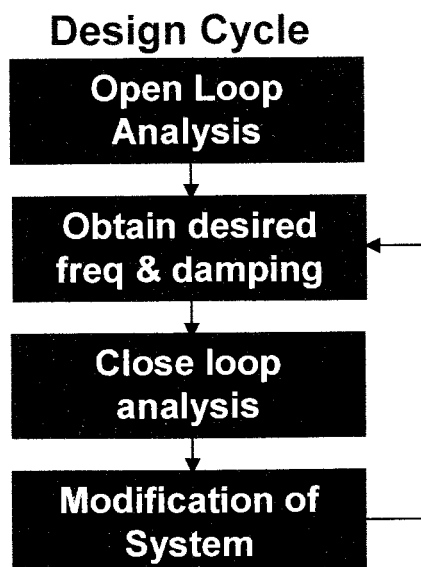 Design Cycle
Open Loop
Analysis
Obtain desired
freq & damping
Close loop
analysis
Modification of
System